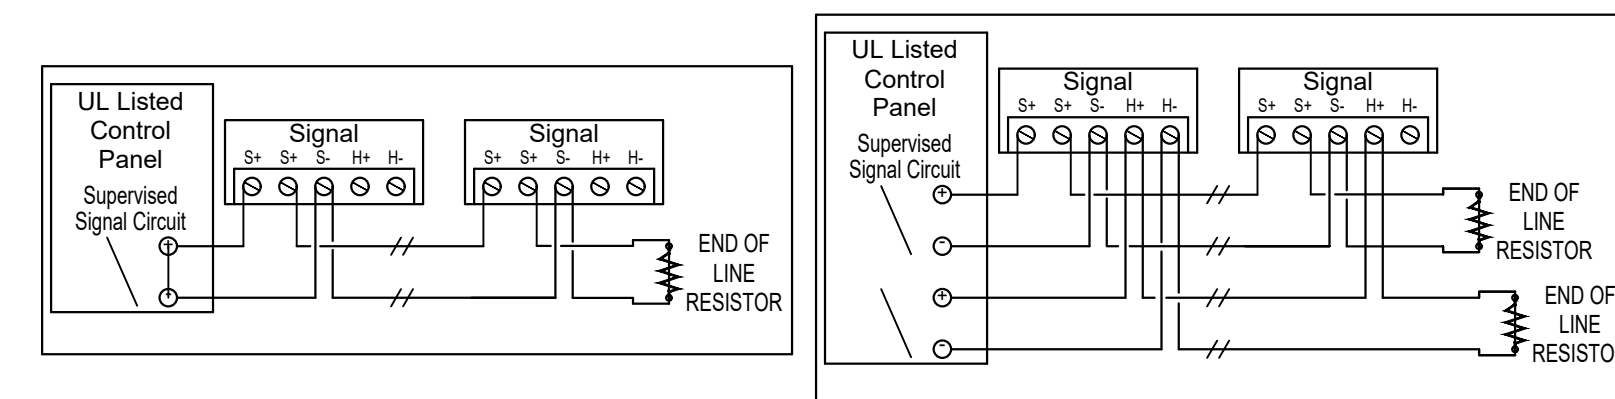 UL Listed
Control
Panel
Supervised
Signal Circuit
+
+
Signal
S+ S+ S- H+ H-
Signal
S+ S+ S- H+ H-
END OF
LINE
RESISTOR
UL Listed
Control
Panel
Supervised
Signal Circuit
+
-
+
-
Signal
S+ S+ S- H+ H-
Signal
S+ S+ S- H+ H-
END OF
LINE
RESISTOR
END OF
LINE
RESISTO